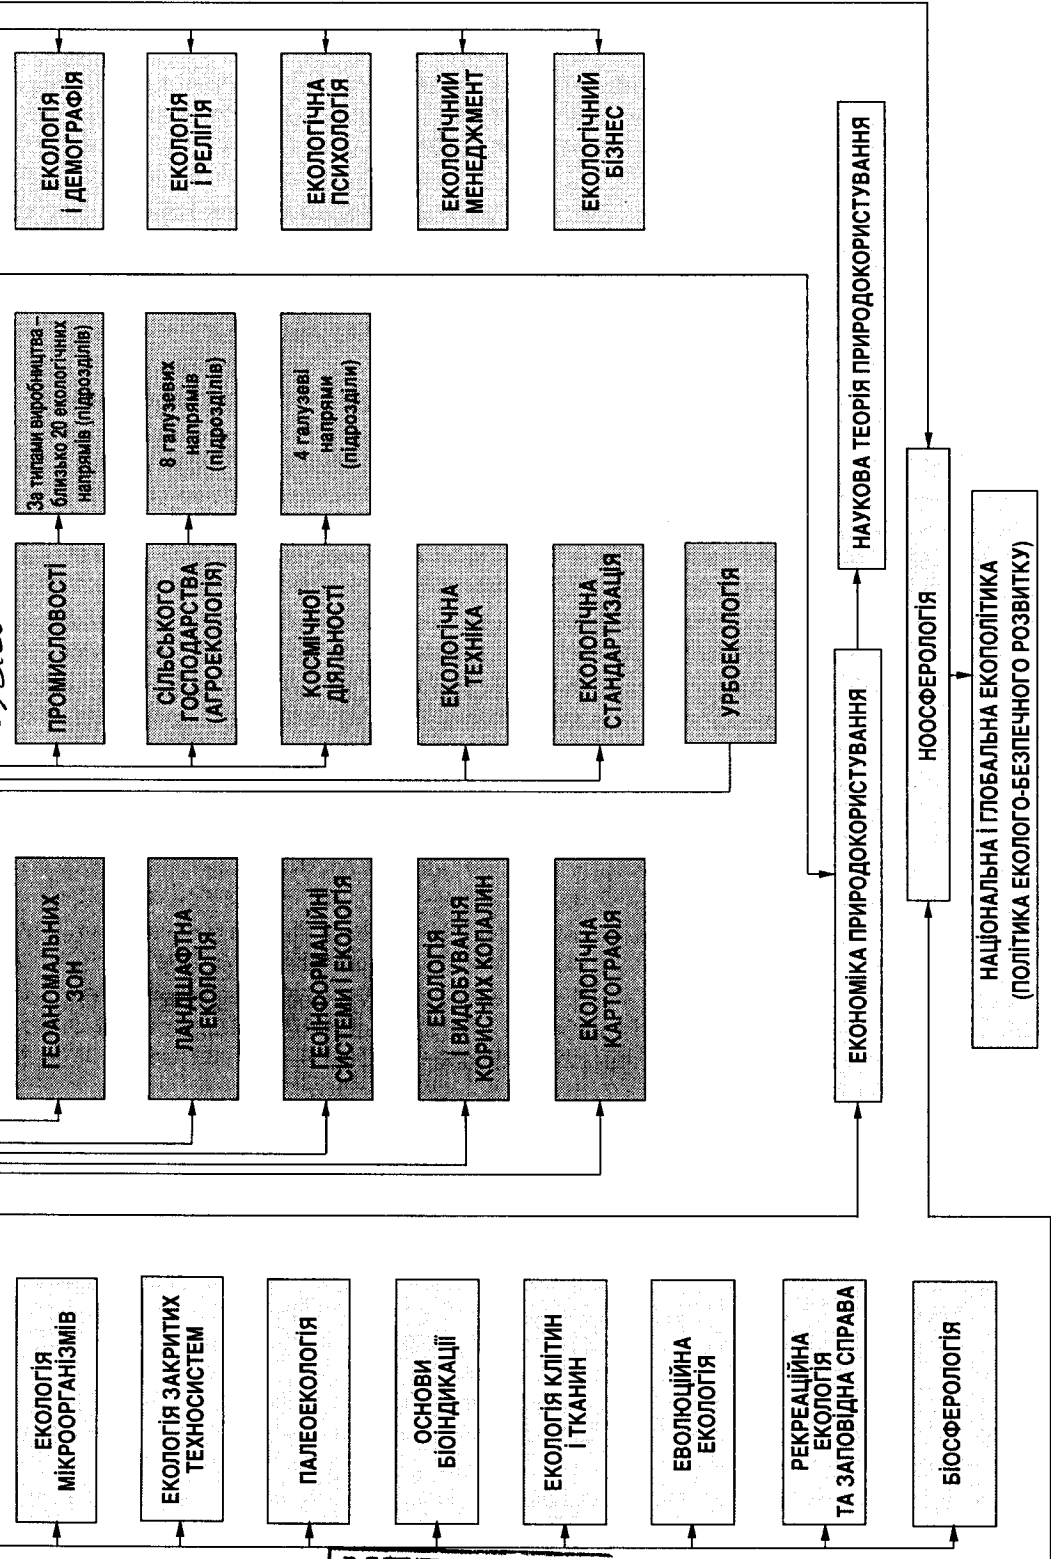 ЕКОЛОГІЯ
МІКРООРГАНІЗМІВ
ЕКОЛОГІЯ ЗАКРИТИХ
ТЕХНОСИСТЕМ
ПАЛЕОЕКОЛОГІЯ
ОСНОВИ
БІОІНДИКАЦІЇ
ЕКОЛОГІЯ КЛІТИН
І ТКАНИН
ЕВОЛЮЦІЙНА
ЕКОЛОГІЯ
РЕКРЕАЦІЙНА
ЕКОЛОГІЯ
ТА ЗАПОВІДНА СПРАВА
БІОСФЕРОЛОГІЯ
ГЕОАНОМАЛЬНИХ
ЗОН
ЛАНДШАФТНА
ЕКОЛОГІЯ
ГЕОІНФОРМАЦІЙНІ
СИСТЕМИ І ЕКОЛОГІЯ
ЕКОЛОГІЯ
І ВИДОБУВАННЯ
КОРИСНИХ КОПАЛИН
ЕКОЛОГІЧНА
КАРТОГРАФІЯ
ПРОМИСЛОВОСТІ
СІЛЬСЬКОГО
ГОСПОДАРСТВА
(АГРОЕКОЛОГІЯ)
КОСМІЧНОЇ
ДІЯЛЬНОСТІ
ЕКОЛОГІЧНА
ТЕХНІКА
ЕКОЛОГІЧНА
СТАНДАРТИЗАЦІЯ
УРБОЕКОЛОГІЯ
За типами виробництва –
близько 20 екологічних
напрямів (підрозділів)
8 галузевих
напрямів
(підрозділів)
4 галузеві
напрями
(підрозділи)
ЕКОЛОГІЯ
І ДЕМОГРАФІЯ
ЕКОЛОГІЯ
І РЕЛІГІЯ
ЕКОЛОГІЧНА
ПСИХОЛОГІЯ
ЕКОЛОГІЧНИЙ
МЕНЕДЖМЕНТ
ЕКОЛОГІЧНИЙ
БІЗНЕС
ЕКОНОМІКА ПРИРОДОКОРИСТУВАННЯ
НАУКОВА ТЕОРІЯ ПРИРОДОКОРИСТУВАННЯ
НООСФЕРОЛОГІЯ
НАЦІОНАЛЬНА І ГЛОБАЛЬНА ЕКОПОЛІТИКА
(ПОЛІТИКА ЕКОЛОГО-БЕЗПЕЧНОГО РОЗВИТКУ)